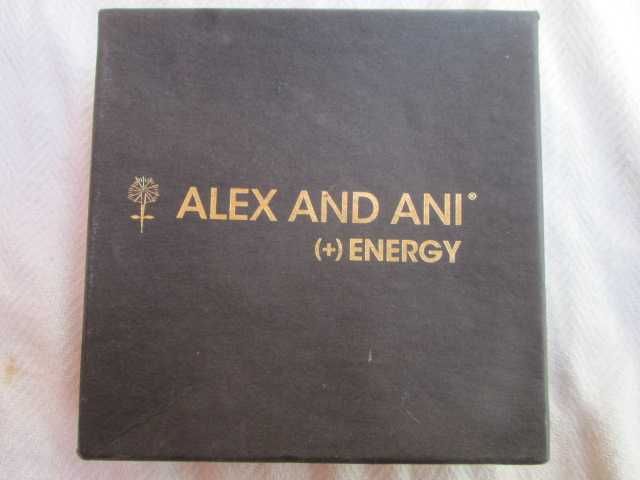 ALEX AND ANI®
(+) ENERGY